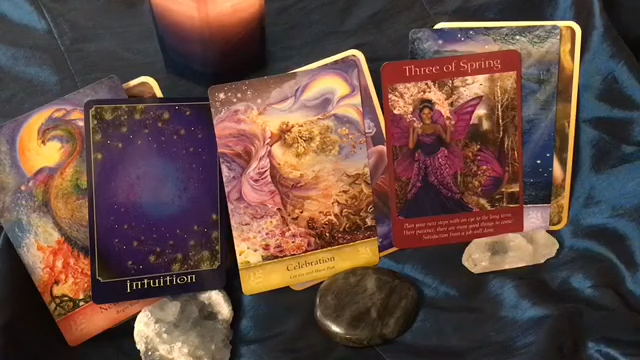 Three of Spring
Plan your next steps with an eye to the long term.
Have patience, there are more good things to come.
Satisfaction from a job well done.
Celebration
Let Go and Have Fun
Intuition